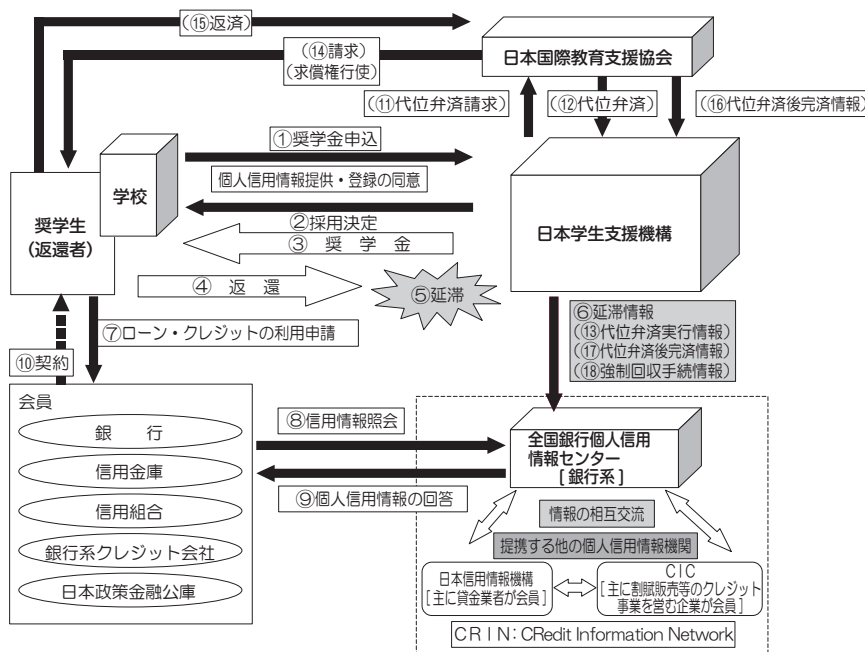 (⑮返済)
(⑭請求)
(求償権行使)
日本国際教育支援協会
(⑪代位弁済請求)
(⑫代位弁済)
(⑯代位弁済後完済情報)
①奨学金申込
個人信用情報提供・登録の同意
学校
奨学生
(返還者)
②採用決定
③ 奨 学 金
日本学生支援機構
④ 返 還
⑤延滞
⑥延滞情報
(⑬代位弁済実行情報)
(⑰代位弁済後完済情報)
(⑱強制回収手続情報)
⑦ローン・クレジットの利用申請
⑩契約
会員
銀 行
信用金庫
信用組合
銀行系クレジット会社
日本政策金融公庫
⑧信用情報照会
⑨個人信用情報の回答
全国銀行個人信用
情報センター
[ 銀行系 ]
情報の相互交流
提携する他の個人信用情報機関
日本信用情報機構
[ 主に貸金業者が会員 ]
CIC
[ 主に割賦販売等のクレジット
事業を営む企業が会員 ]
CRIN: CRedit Information Network